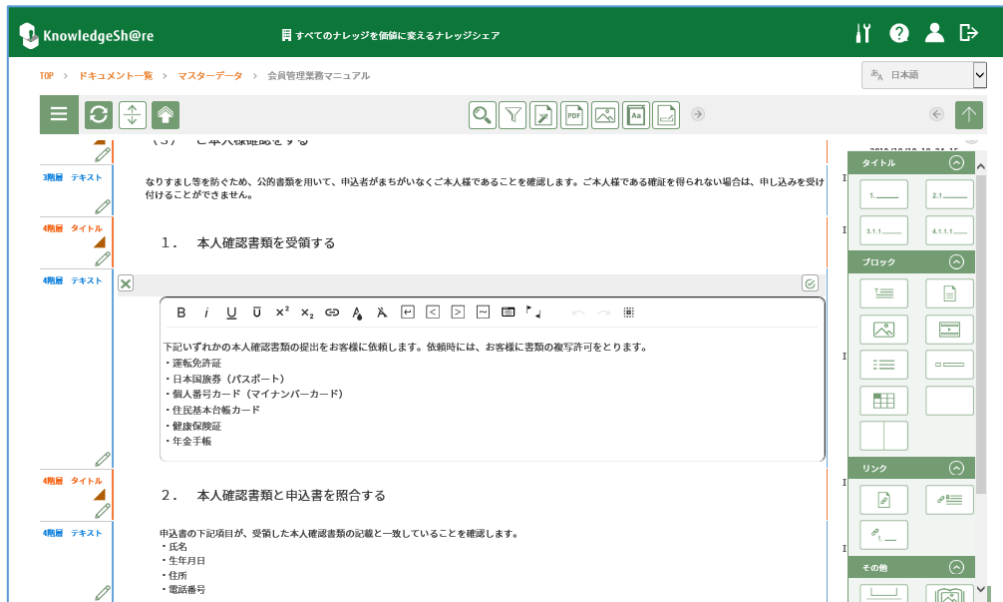 KnowledgeSh@re
すべてのナレッジを価値に変えるナレッジシェア
TOP > ドキュメント一覧 > マスターデータ > 会員管理業務マニュアル
あA 日本語
PDF
Aa
3階層 テキスト
なりすまし等を防ぐため、公的書類を用いて、申込者がまちがいなくご本人様であることを確認します。ご本人様である確証を得られない場合は、申し込みを受け
付けることができません。
4階層 タイトル
1. 本人確認書類を受領する
4階層 テキスト
B i U U x² x₂ A A
下記いずれかの本人確認書類の提出をお客様に依頼します。依頼時には、お客様に書類の複写許可をとります。
・運転免許証
・日本国旅券（パスポート）
・個人番号カード（マイナンバーカード）
・住民基本台帳カード
・健康保険証
・年金手帳
4階層 タイトル
2. 本人確認書類と申込書を照合する
4階層 テキスト
申込書の下記項目が、受領した本人確認書類の記載と一致していることを確認します。
・氏名
・生年月日
・住所
・電話番号
タイトル
1.
2.1
3.1.1
4.1.1.1
ブロック
リンク
1.
その他